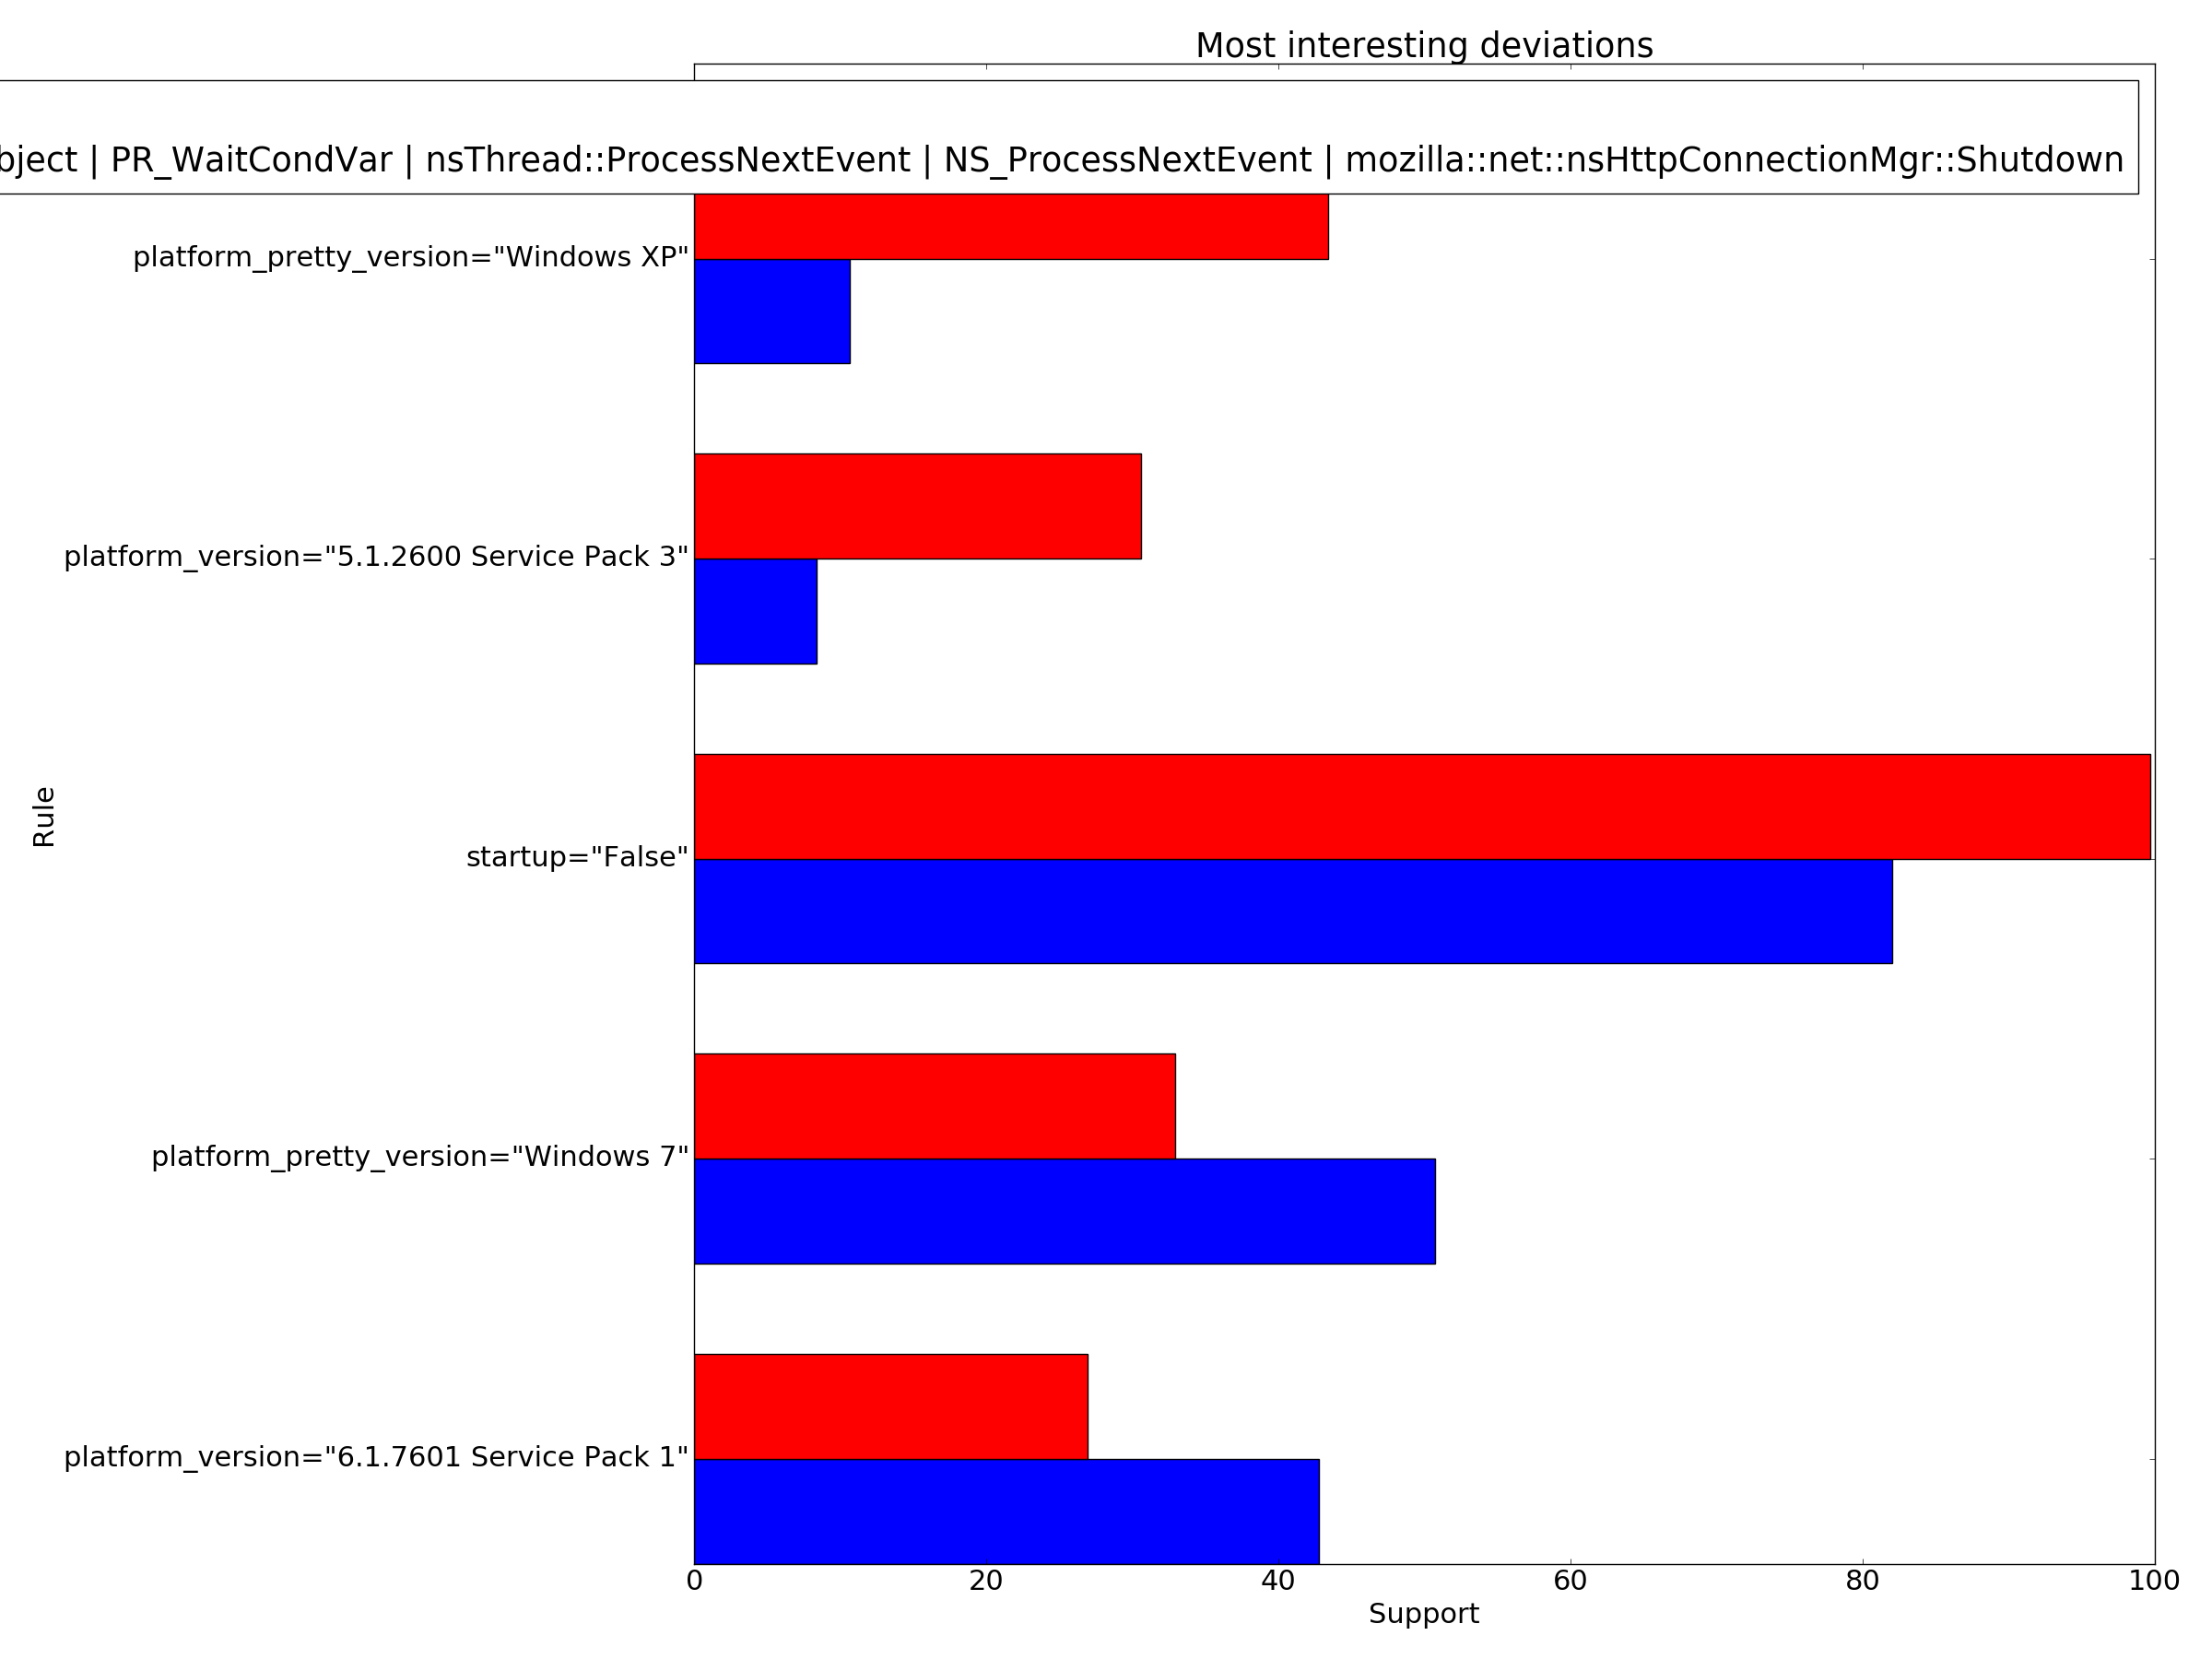 Most interesting deviations
| PR_WaitCondVar | nsThread::ProcessNextEvent | NS_ProcessNextEvent | mozilla::net::nsHttpConnectionMgr::Shutdown
platform_pretty_version="Windows XP"
platform_version="5.1.2600 Service Pack 3"
Rule
startup="False"
platform_pretty_version="Windows 7"
platform_version="6.1.7601 Service Pack 1"
0 20 40 60 80 100
Support